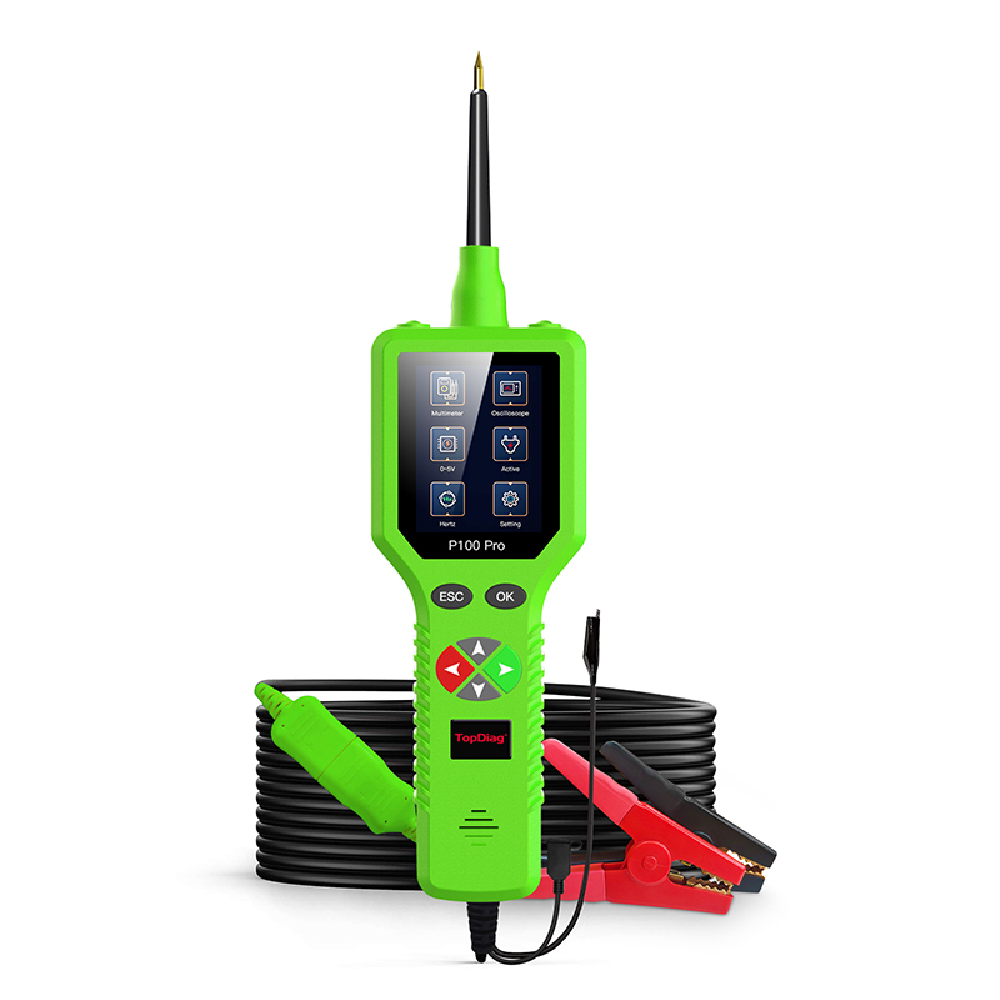 Multimeter
Oscilloscope
0-5V
Active
Hertz
Setting
P100 Pro
ESC
OK
TopDiag